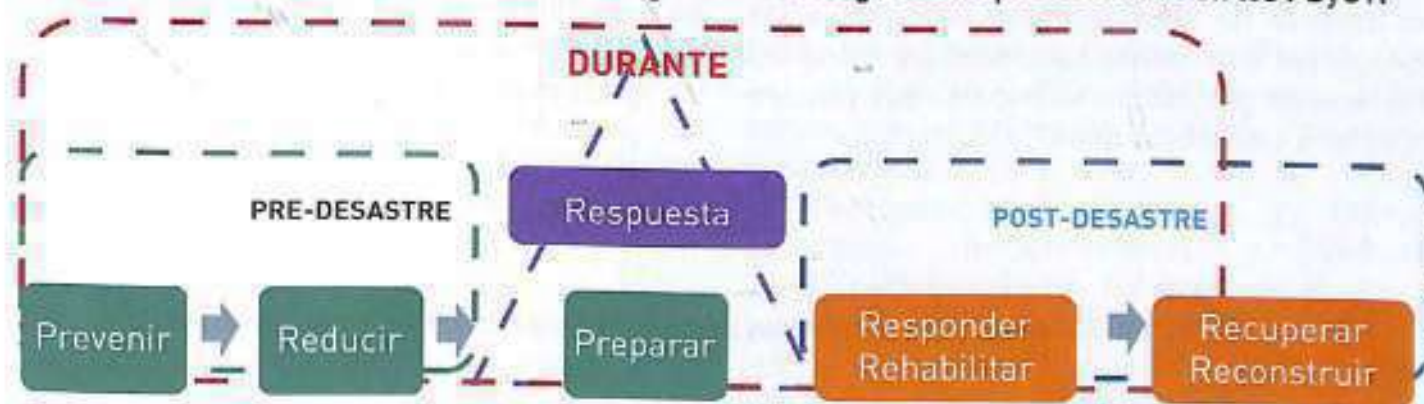 DURANTE
PRE-DESASTRE
Respuesta
POST-DESASTRE
Prevenir
Reducir
Preparar
Responder
Rehabilitar
Recuperar
Reconstruir